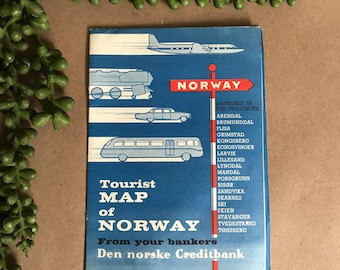 NORWAY
BRANCHES IN
THE PROVINCES
ARENDAL
BRUMUNDDAL
FLISA
GRIMSTAD
KONGSBERG
KONGSVINGER
LARVIK
LILLESAND
LYNGDAL
MANDAL
PORSGRUNN
RISØR
SANDVIKA
SKARNES
SKI
SKIEN
STAVANGER
TVEDESTRAND
TØNSBERG
Tourist
MAP
of
NORWAY
From your bankers
Den norske Creditbank